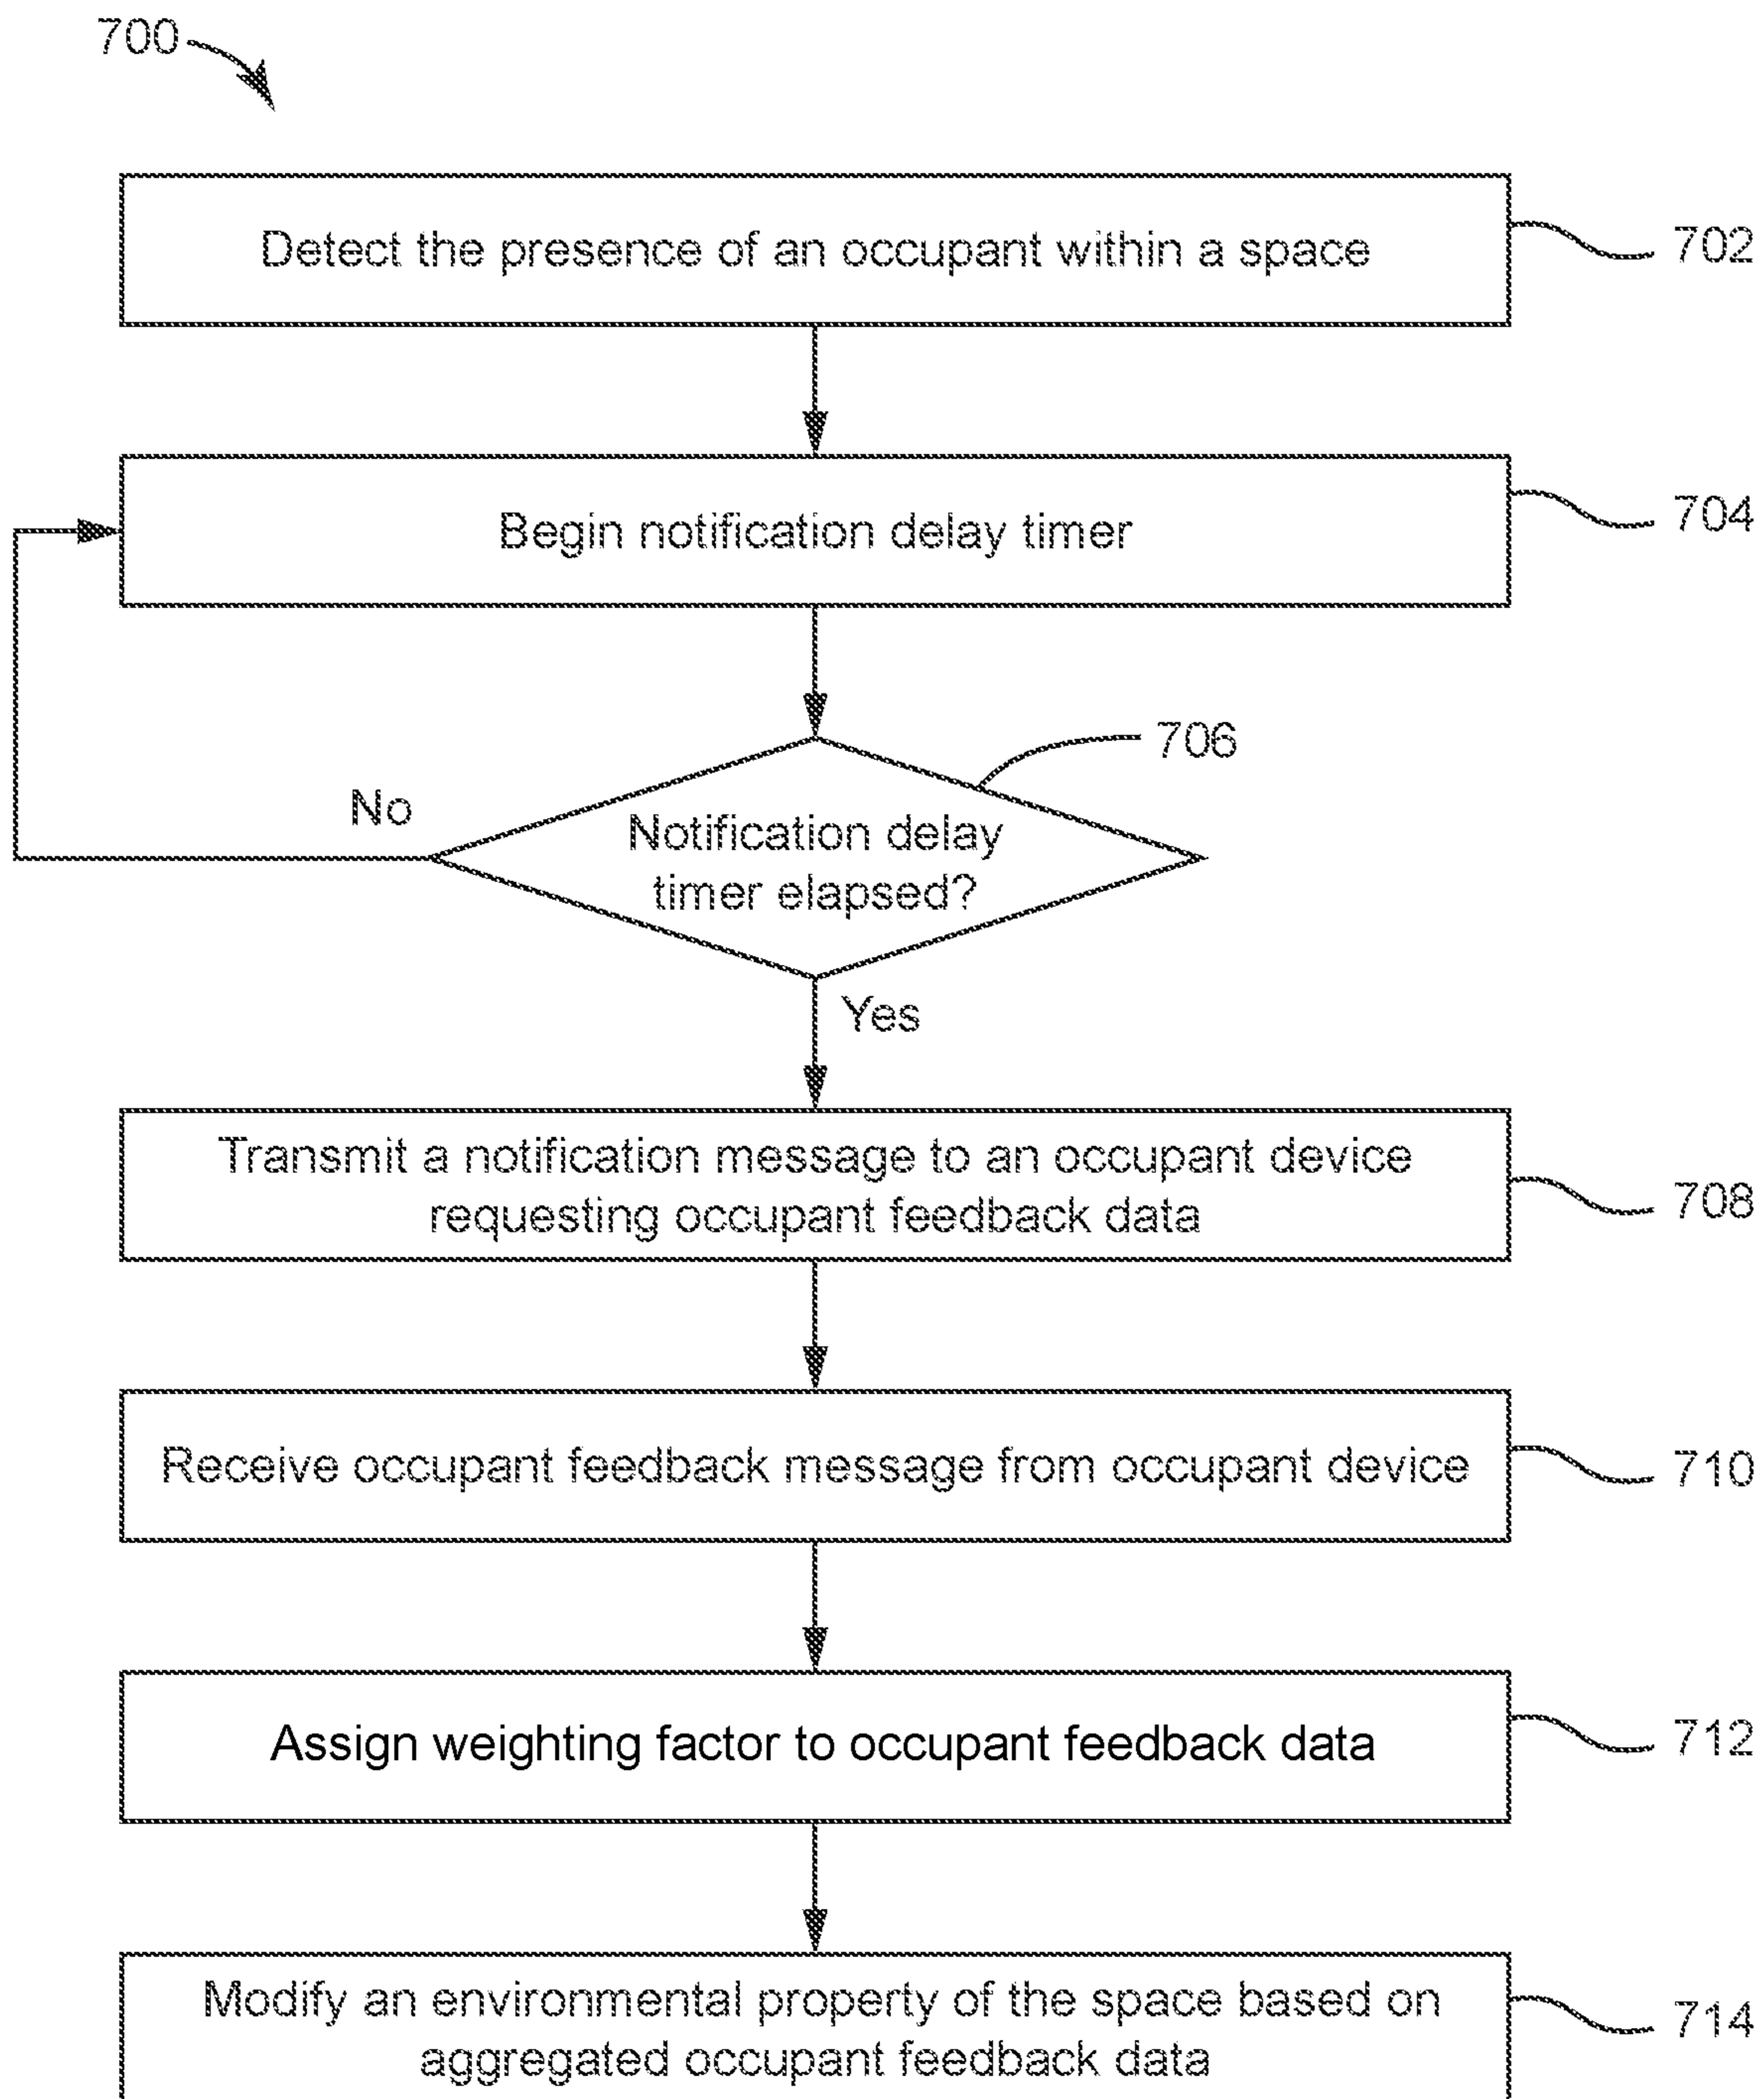 700
Detect the presence of an occupant within a space
702
Begin notification delay timer
704
706
No
Notification delay
timer elapsed?
Yes
Transmit a notification message to an occupant device
requesting occupant feedback data
708
Receive occupant feedback message from occupant device
710
Assign weighting factor to occupant feedback data
712
Modify an environmental property of the space based on
aggregated occupant feedback data
714